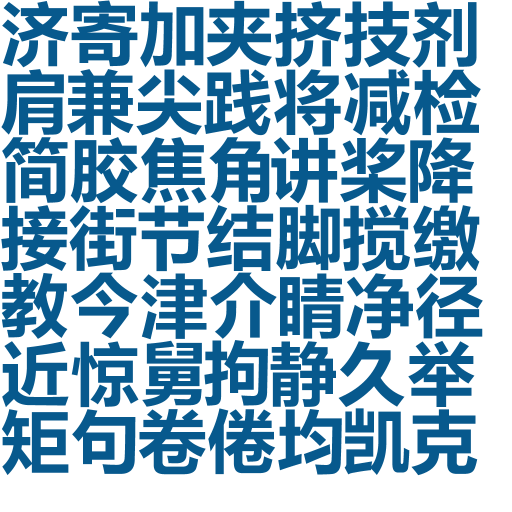 济寄加夹挤技剂
肩兼尖践将减检
简胶焦角讲桨降
接街节结脚搅缴
教今津介睛净径
近惊舅拘静久举
矩句卷倦均凯克